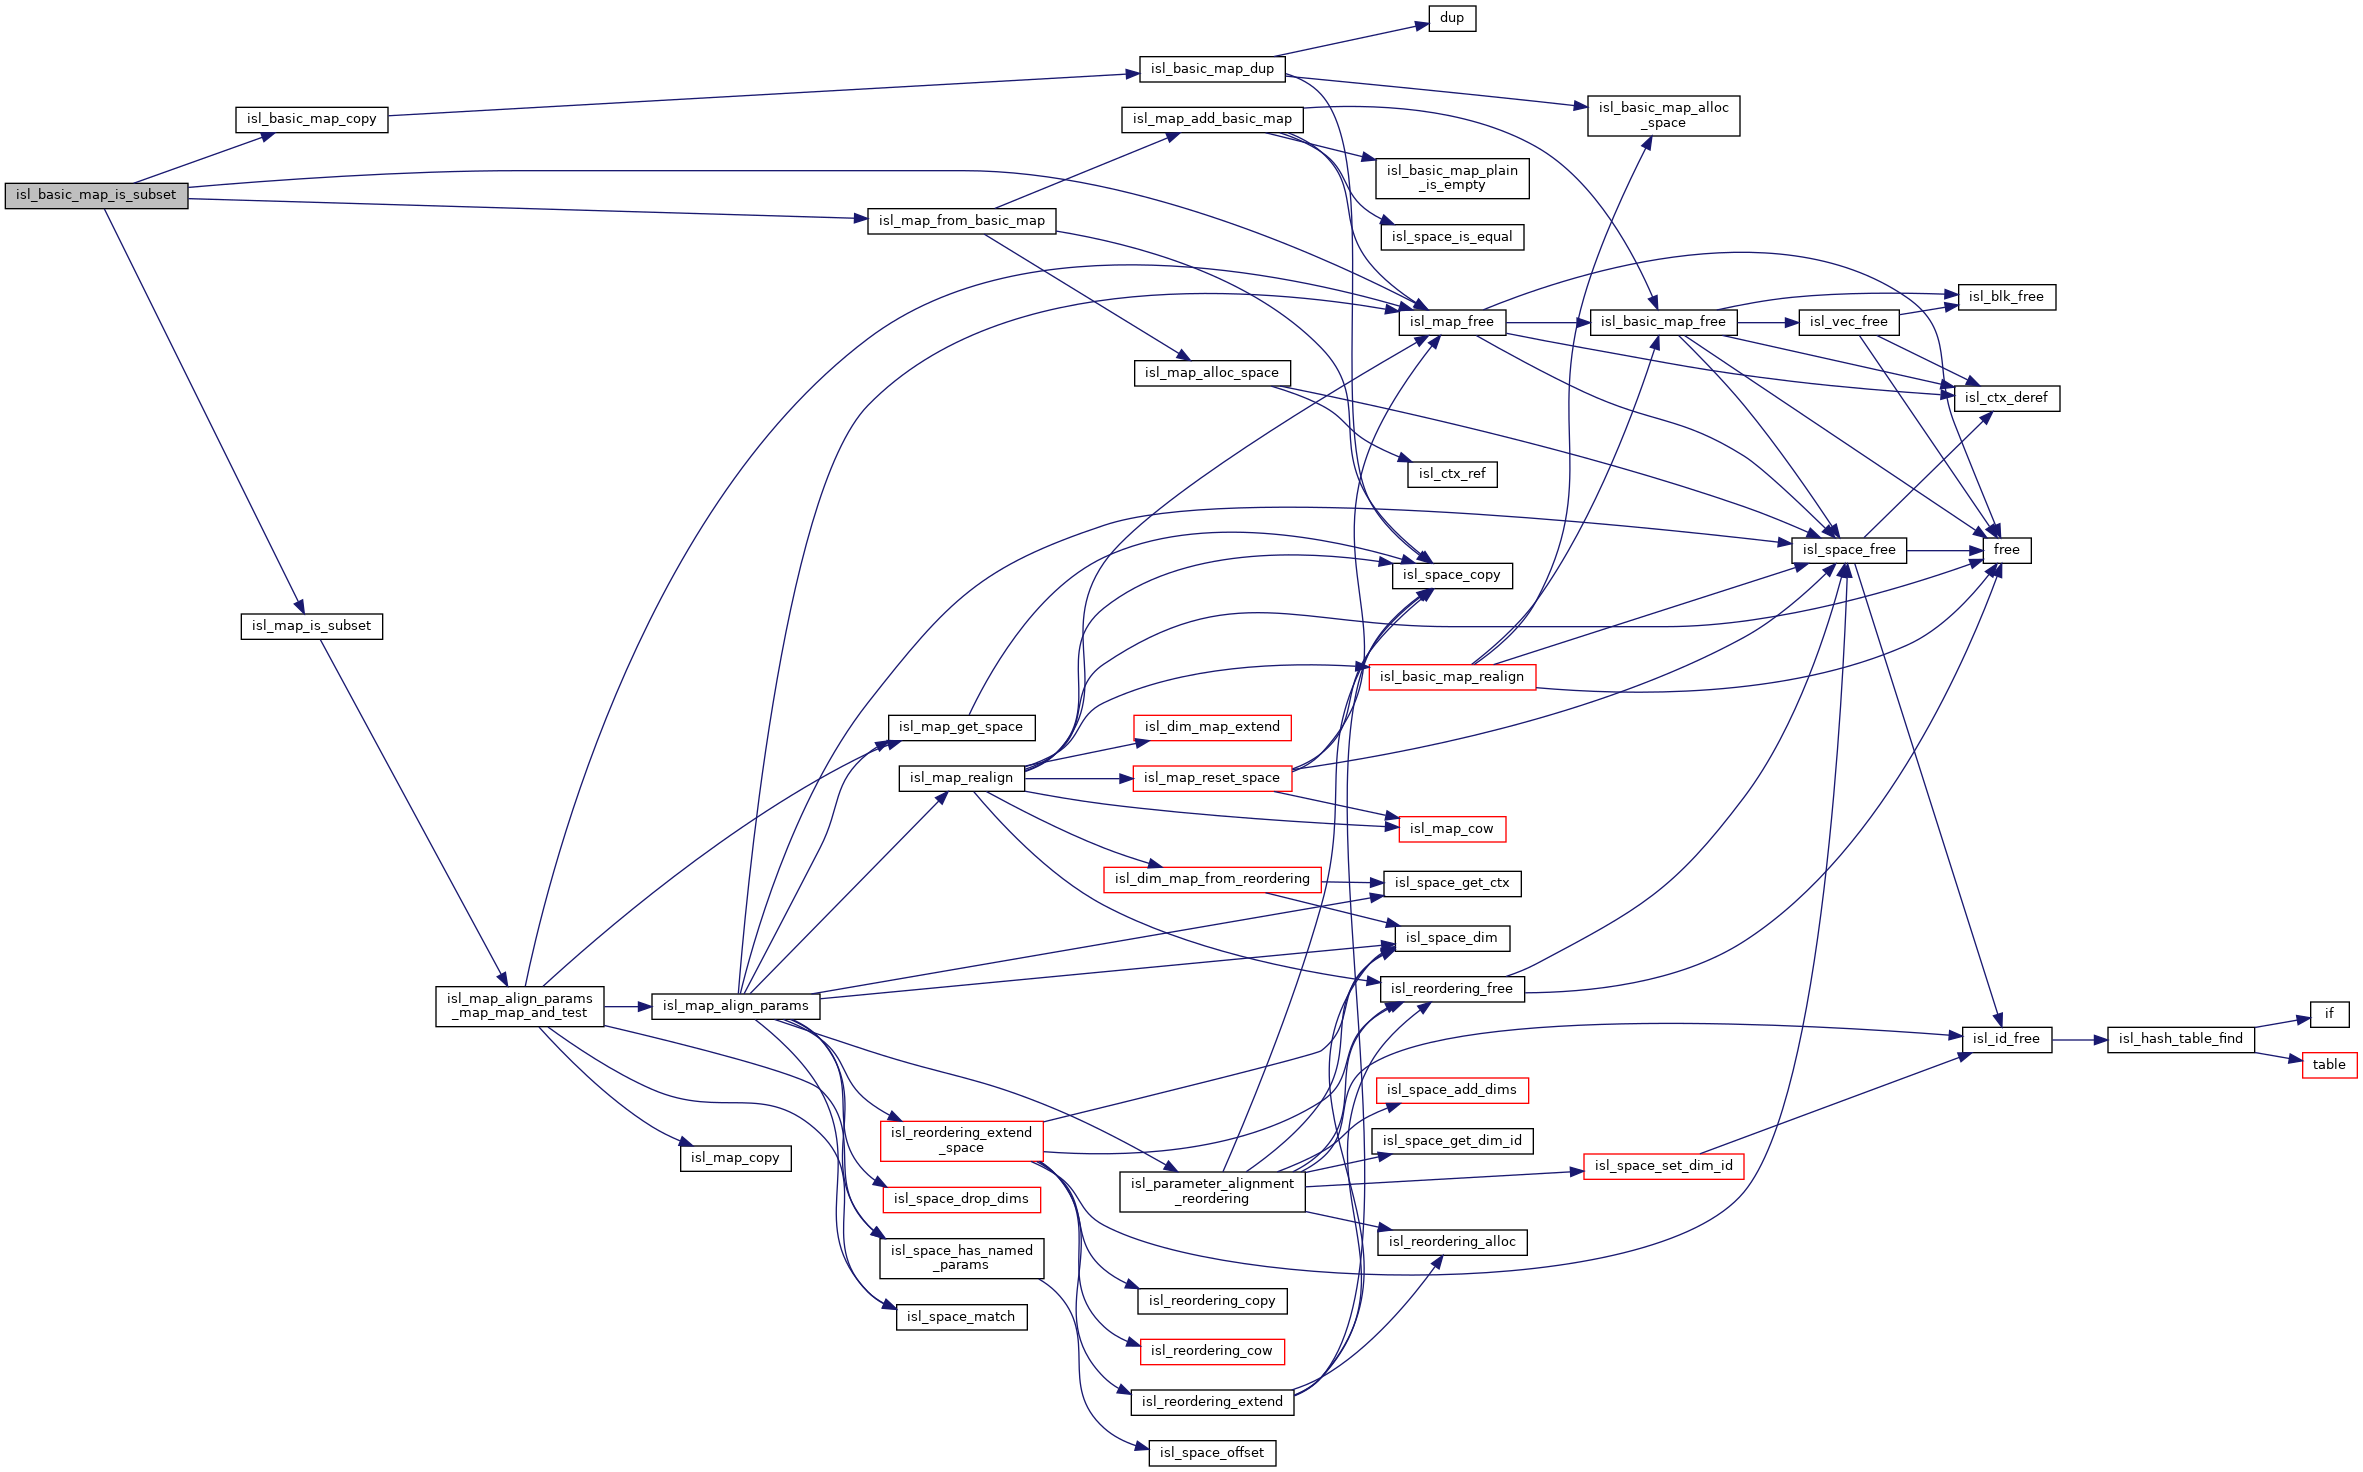 dup
isl_basic_map_dup
isl_basic_map_alloc
_space
isl_basic_map_copy
isl_map_add_basic_map
isl_basic_map_plain
_is_empty
isl_basic_map_is_subset
isl_map_from_basic_map
isl_space_is_equal
isl_blk_free
isl_map_free
isl_basic_map_free
isl_vec_free
isl_map_alloc_space
isl_ctx_deref
isl_ctx_ref
isl_space_free
free
isl_space_copy
isl_map_is_subset
isl_basic_map_realign
isl_map_get_space
isl_dim_map_extend
isl_map_realign
isl_map_reset_space
isl_map_cow
isl_dim_map_from_reordering
isl_space_get_ctx
isl_space_dim
isl_reordering_free
isl_map_align_params
_map_map_and_test
isl_map_align_params
if
isl_id_free
isl_hash_table_find
table
isl_space_add_dims
isl_reordering_extend
_space
isl_space_get_dim_id
isl_map_copy
isl_space_set_dim_id
isl_parameter_alignment
_reordering
isl_space_drop_dims
isl_reordering_alloc
isl_space_has_named
_params
isl_reordering_copy
isl_space_match
isl_reordering_cow
isl_reordering_extend
isl_space_offset